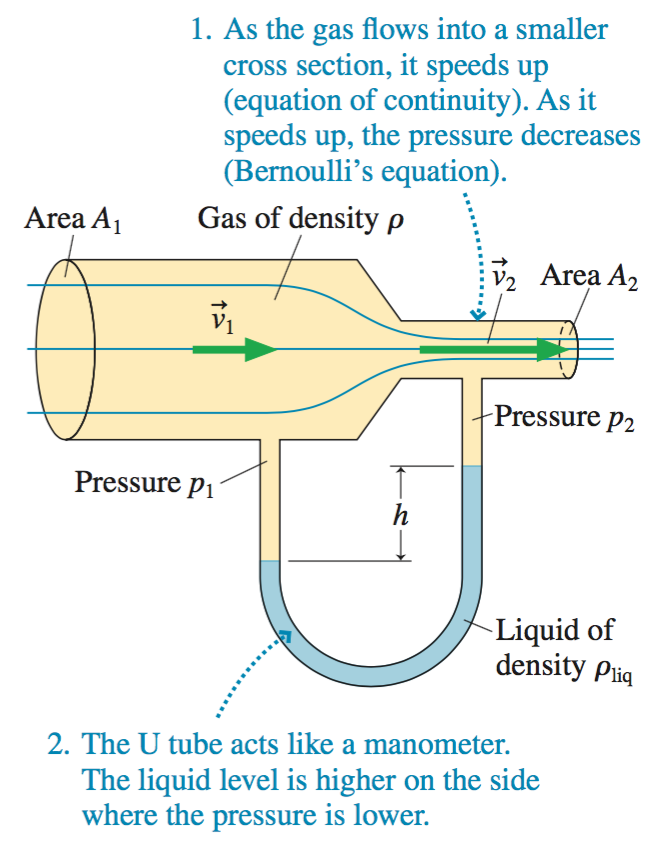 1. As the gas flows into a smaller
cross section, it speeds up
(equation of continuity). As it
speeds up, the pressure decreases
(Bernoulli's equation).
Area A₁
Gas of density ρ
v⃗₂
Area A₂
v⃗₁
Pressure p₂
Pressure p₁
h
Liquid of
density ρliq
2. The U tube acts like a manometer.
The liquid level is higher on the side
where the pressure is lower.